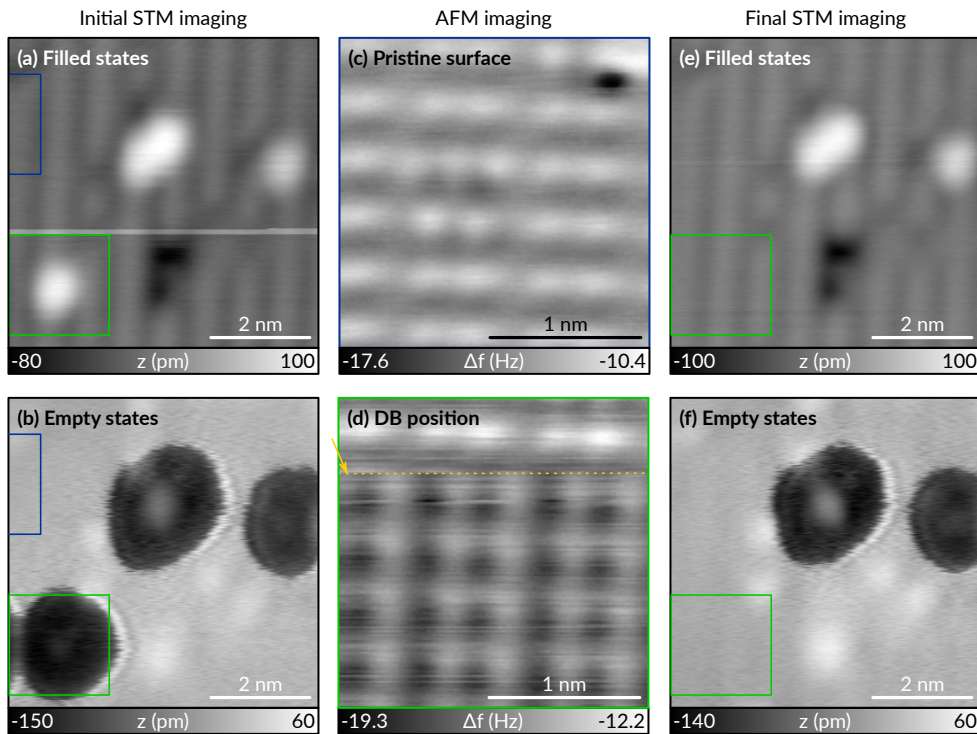 Initial STM imaging
AFM imaging
Final STM imaging
(a) Filled states
2 nm
-80 z (pm) 100
(c) Pristine surface
1 nm
-17.6 Δf (Hz) -10.4
(e) Filled states
2 nm
-100 z (pm) 100
(b) Empty states
2 nm
-150 z (pm) 60
(d) DB position
1 nm
-19.3 Δf (Hz) -12.2
(f) Empty states
2 nm
-140 z (pm) 60